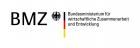 BMZ
Bundesministerium für
wirtschaftliche Zusammenarbeit
und Entwicklung